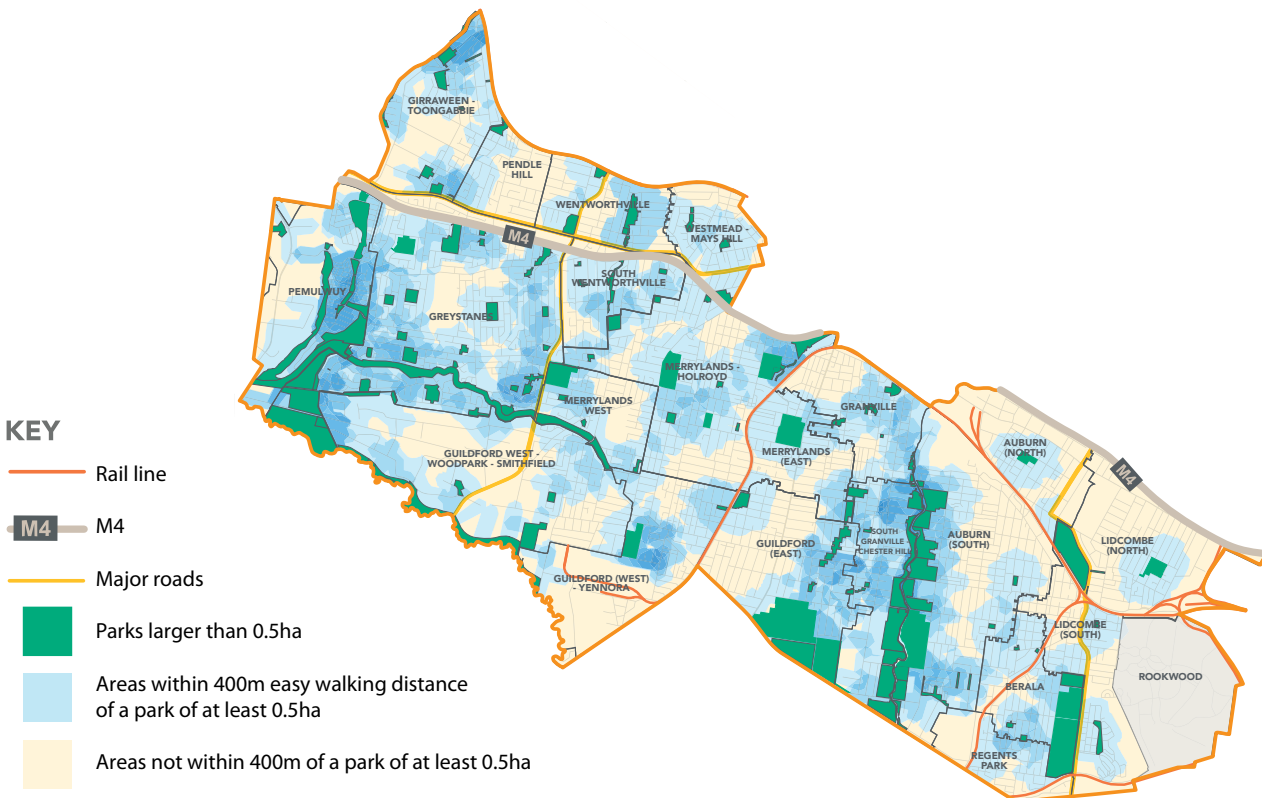 GIRRAWEEN -
TOONGABBIE
PENDLE
HILL
WENTWORTHVILLE
WESTMEAD -
MAYS HILL
M4
SOUTH
WENTWORTHVILLE
PEMULWUY
GREYSTANES
MERRYLANDS -
HOLROYD
MERRYLANDS
WEST
GRANVILLE
MERRYLANDS
(EAST)
GUILDFORD WEST -
WOODPARK - SMITHFIELD
AUBURN
(NORTH)
M4
LIDCOMBE
(NORTH)
GUILDFORD
(EAST)
SOUTH
GRANVILLE -
CHESTER HILL
AUBURN
(SOUTH)
GUILDFORD (WEST)
- YENNORA
LIDCOMBE
(SOUTH)
ROOKWOOD
BERALA
REGENTS
PARK
KEY
Rail line
M4 M4
Major roads
Parks larger than 0.5ha
Areas within 400m easy walking distance
of a park of at least 0.5ha
Areas not within 400m of a park of at least 0.5ha